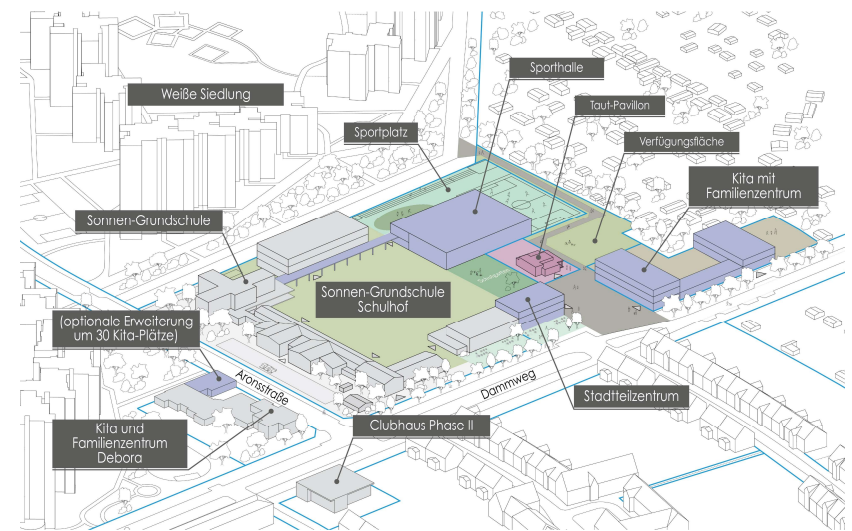 Sporthalle
Weiße Siedlung
Taut-Pavillon
Sportplatz
Verfügungsfläche
Kita mit
Familienzentrum
Sonnen-Grundschule
Sonnen-Grundschule
Schulhof
(optionale Erweiterung
um 30 Kita-Plätze)
Aronsstraße
Dammweg
Stadtteilzentrum
Kita und
Familienzentrum
Debora
Clubhaus Phase II